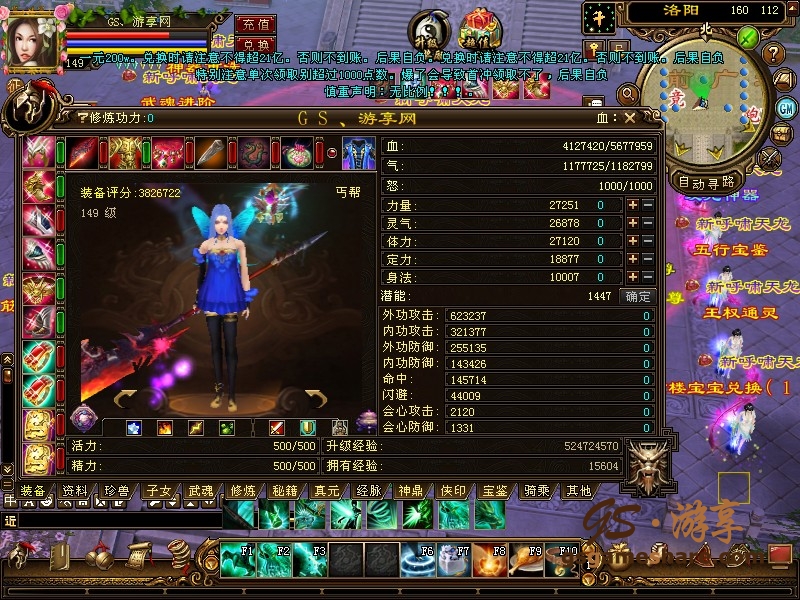 GS、游享网
充值
兑换
149
洛阳 160 112
北
一元200w。兑换时请注意不得超21亿。否则不到账。后果自负。兑换时请注意不得超21亿。否则不到账。后果自负
特别注意单次领取别超过1000点数。爆了会导致首冲领取不了，后果自负
慎重声明：无比例！！！。
武魂进阶
GM
自动寻路
修炼功力:0
GS、游享网
血:
装备评分:3826722
丐帮
149 级
血: 4127420/5677959
气: 1177725/1182799
怒: 1000/1000
力量: 27251 0
灵气: 26878 0
体力: 27120 0
定力: 18877 0
身法: 10007 0
潜能: 1447 确定
外功攻击: 623237 0
内功攻击: 321377 0
外功防御: 255135 0
内功防御: 143426 0
命中: 145714 0
闪避: 44009 0
会心攻击: 2120 0
会心防御: 1331 0
活力: 500/500 升级经验: 524724570
精力: 500/500 拥有经验: 15604
装备 资料 珍兽 子女 武魂 修炼 秘籍 真元 经脉 神鼎 侠印 宝鉴 骑乘 其他
新呼啸天龙
五行宝鉴
新呼啸天龙
王权通灵
新呼啸天龙
楼宝宝兑换(1
近
F1 F2 F3 F6 F7 F8 F9 F10
GS·游享